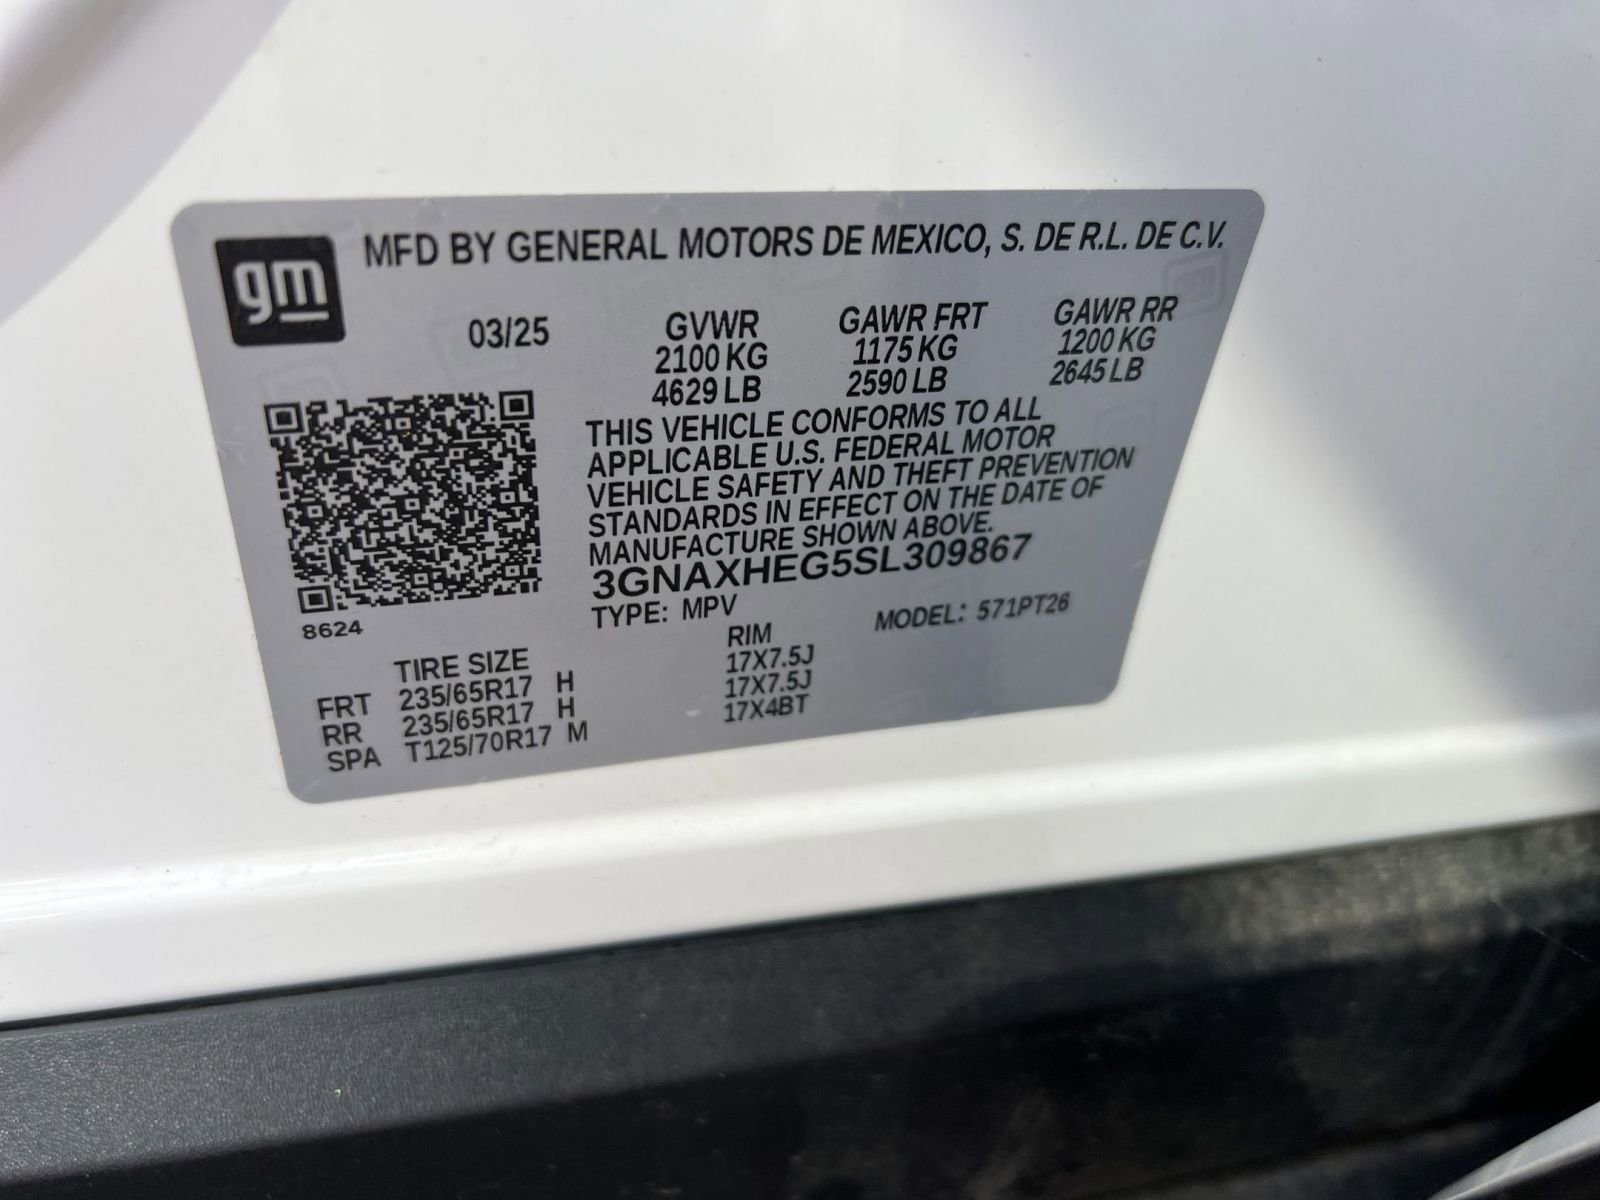 gm
MFD BY GENERAL MOTORS DE MEXICO, S. DE R.L. DE C.V.
03/25 GVWR GAWR FRT GAWR RR
2100 KG 1175 KG 1200 KG
4629 LB 2590 LB 2645 LB
THIS VEHICLE CONFORMS TO ALL
APPLICABLE U.S. FEDERAL MOTOR
VEHICLE SAFETY AND THEFT PREVENTION
STANDARDS IN EFFECT ON THE DATE OF
MANUFACTURE SHOWN ABOVE.
3GNAXHEG5SL309867
TYPE: MPV MODEL: 571PT26
8624
TIRE SIZE RIM
FRT 235/65R17 H 17X7.5J
RR 235/65R17 H 17X7.5J
SPA T125/70R17 M 17X4BT